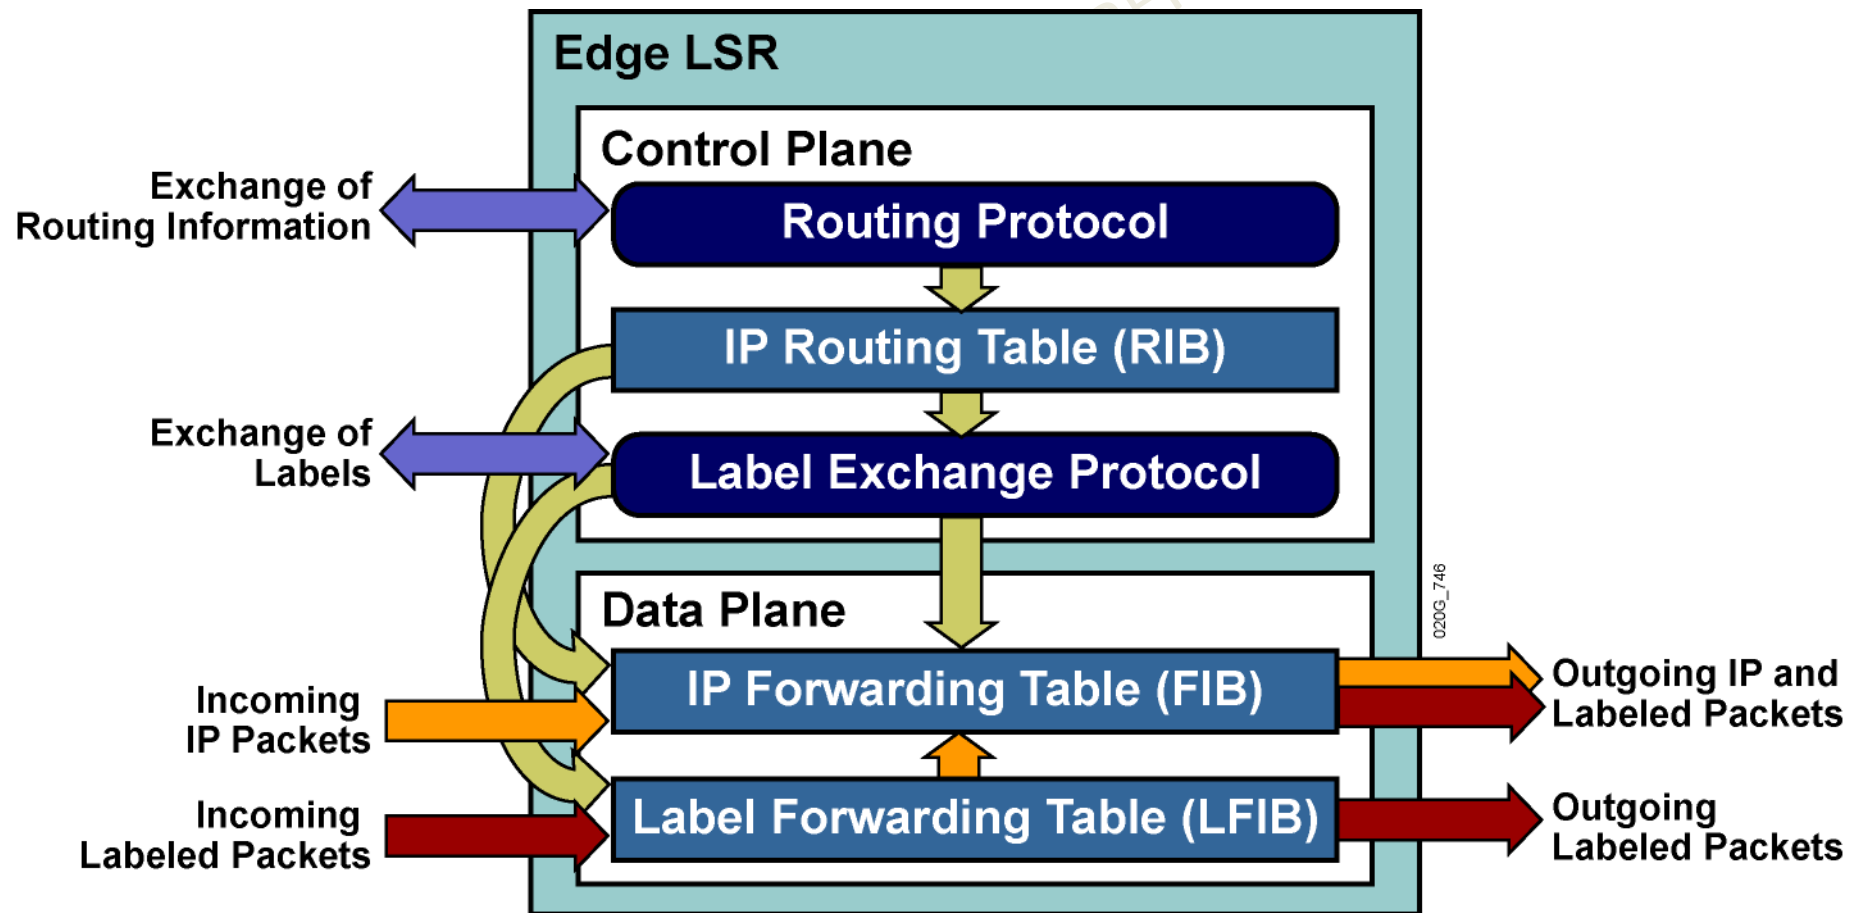 Edge LSR
Control Plane
Exchange of
Routing Information
Routing Protocol
IP Routing Table (RIB)
Exchange of
Labels
Label Exchange Protocol
Data Plane
020G_746
IP Forwarding Table (FIB)
Incoming
IP Packets
Outgoing IP and
Labeled Packets
Label Forwarding Table (LFIB)
Incoming
Labeled Packets
Outgoing
Labeled Packets